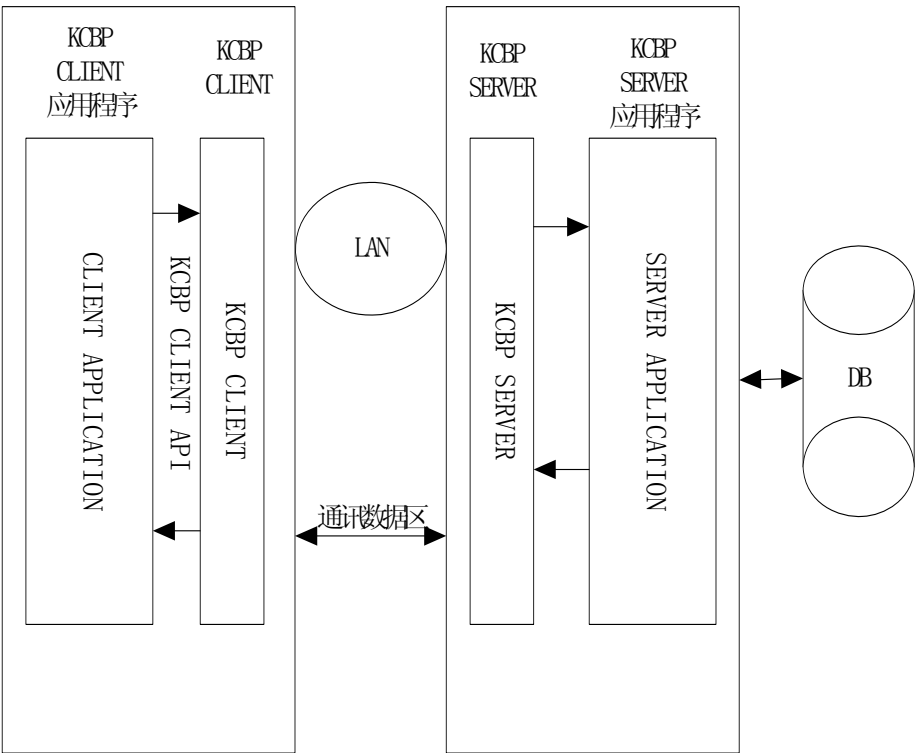 KCBP
CLIENT
应用程序
KCBP
CLIENT
KCBP
SERVER
KCBP
SERVER
应用程序
CLIENT APPLICATION
KCBP CLIENT API
KCBP CLIENT
LAN
通讯数据区
KCBP SERVER
SERVER APPLICATION
DB